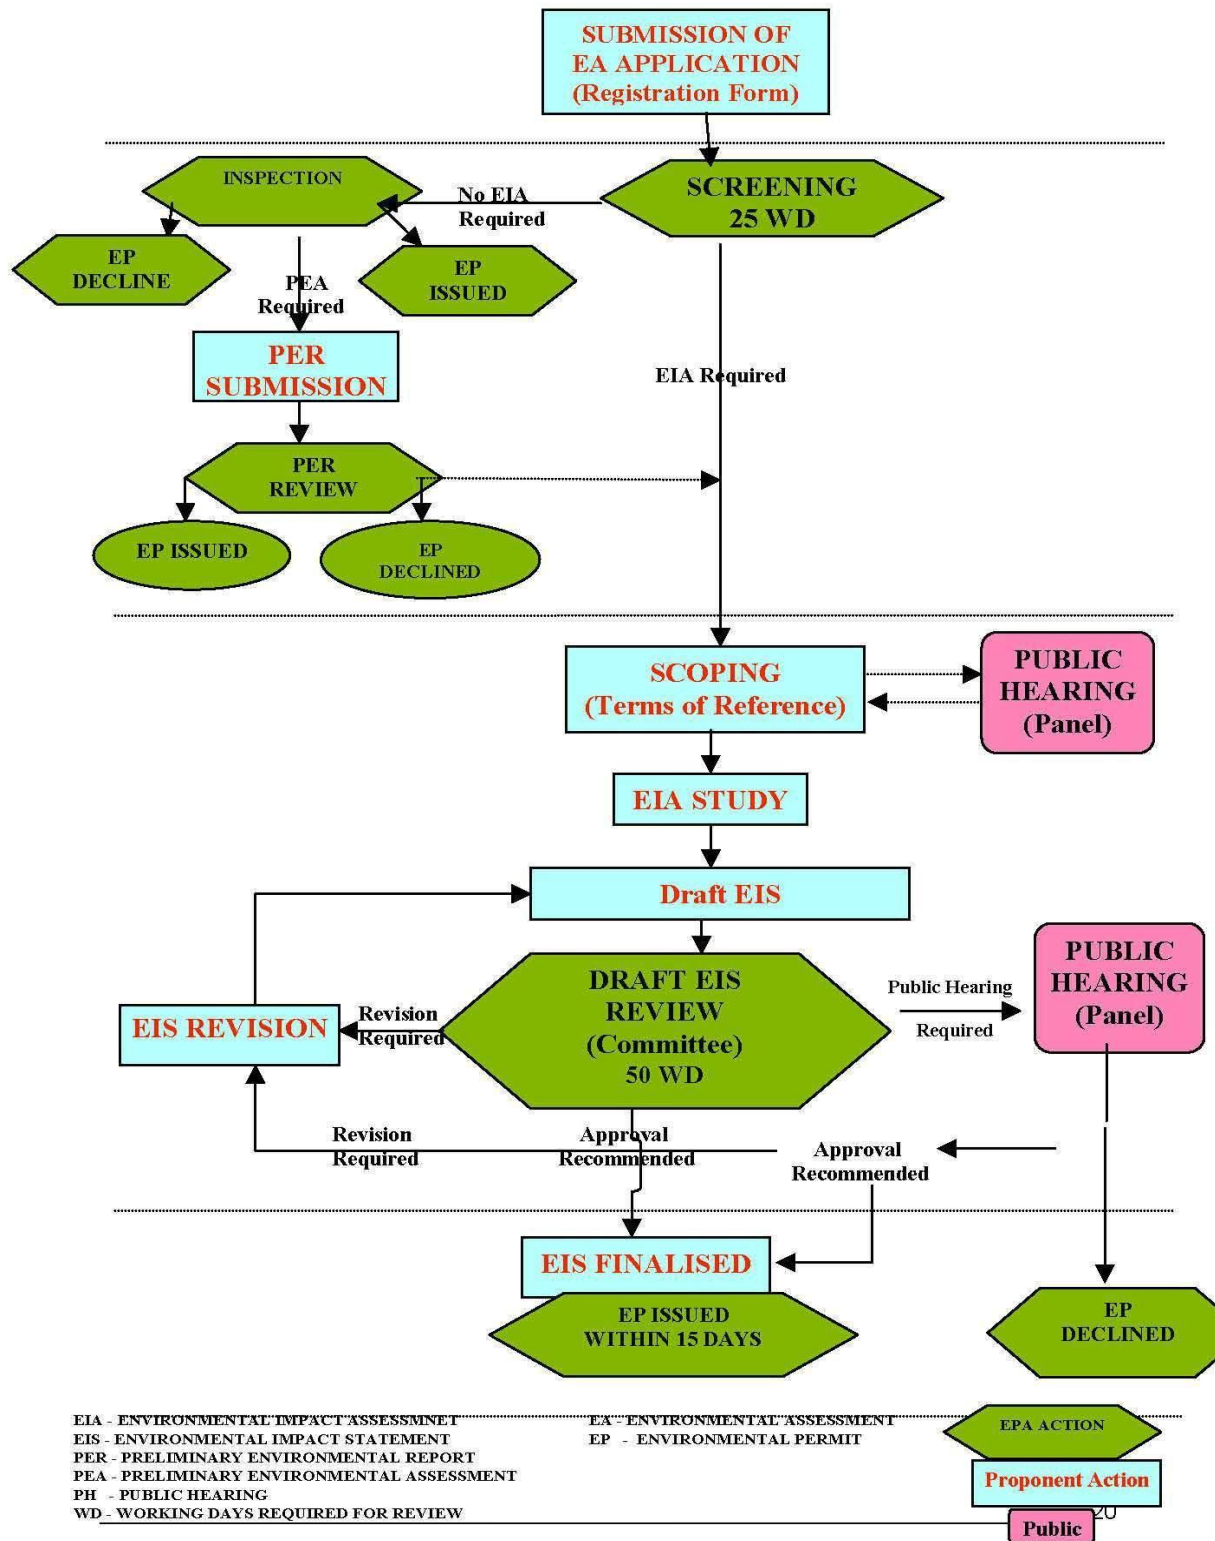 SUBMISSION OF
EA APPLICATION
(Registration Form)
INSPECTION
No EIA
Required
SCREENING
25 WD
EP
DECLINE
PEA
Required
EP
ISSUED
PER
SUBMISSION
EIA Required
PER
REVIEW
EP ISSUED
EP
DECLINED
SCOPING
(Terms of Reference)
PUBLIC
HEARING
(Panel)
EIA STUDY
Draft EIS
DRAFT EIS
REVIEW
(Committee)
50 WD
Public Hearing
Required
PUBLIC
HEARING
(Panel)
EIS REVISION
Revision
Required
Revision
Required
Approval
Recommended
Approval
Recommended
EIS FINALISED
EP ISSUED
WITHIN 15 DAYS
EP
DECLINED
EIA - ENVIRONMENTAL IMPACT ASSESSMNET
EIS - ENVIRONMENTAL IMPACT STATEMENT
PER - PRELIMINARY ENVIRONMENTAL REPORT
PEA - PRELIMINARY ENVIRONMENTAL ASSESSMENT
PH - PUBLIC HEARING
WD - WORKING DAYS REQUIRED FOR REVIEW
EA - ENVIRONMENTAL ASSESSMENT
EP - ENVIRONMENTAL PERMIT
EPA ACTION
Proponent Action
20
Public